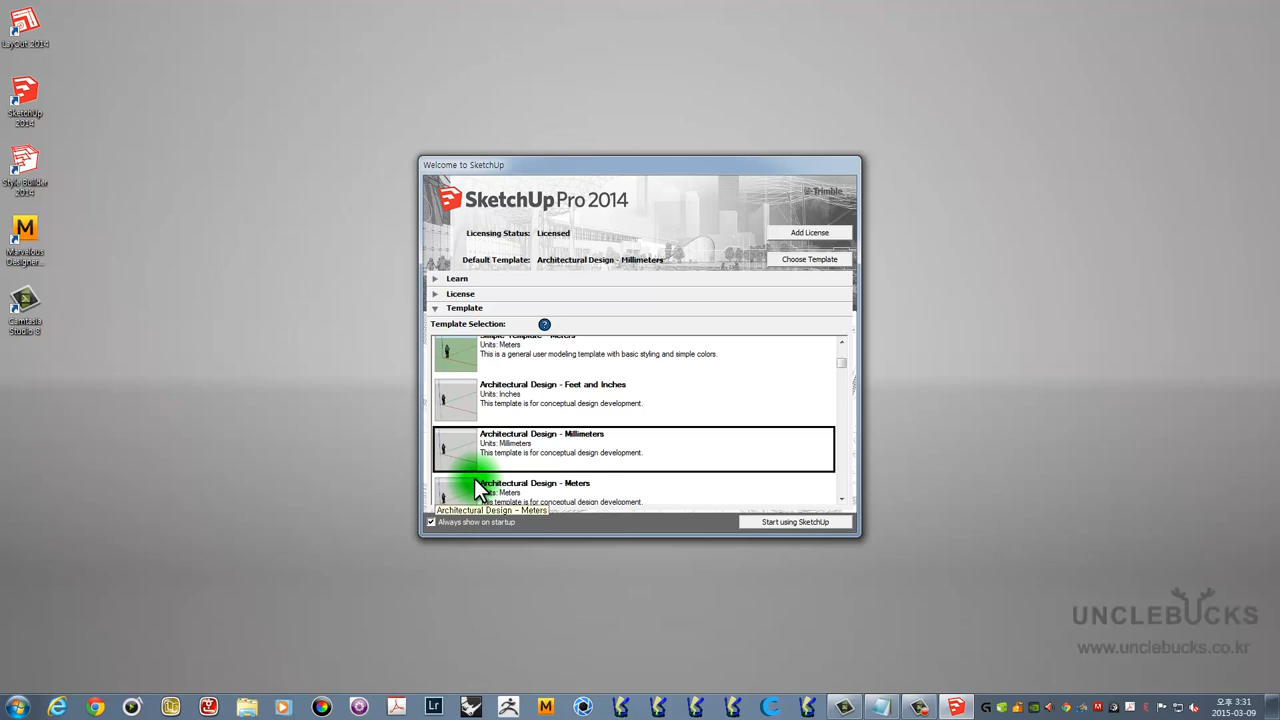 LayOut 2014
SketchUp
2014
Style Builder
2014
Marvelous
Designer...
Camtasia
Studio 8
Welcome to SketchUp
SketchUp Pro 2014
Trimble
Licensing Status: Licensed
Add License
Default Template: Architectural Design - Millimeters
Choose Template
Learn
License
Template
Template Selection:
?
Simple Template - Meters
Units: Meters
This is a general user modeling template with basic styling and simple colors.
Architectural Design - Feet and Inches
Units: Inches
This template is for conceptual design development.
Architectural Design - Millimeters
Units: Millimeters
This template is for conceptual design development.
Architectural Design - Meters
Units: Meters
This template is for conceptual design development.
Architectural Design - Meters
Always show on startup
Start using SketchUp
UNCLEBUCKS
www.unclebucks.co.kr
Lr
M
오후 3:31
2015-03-09